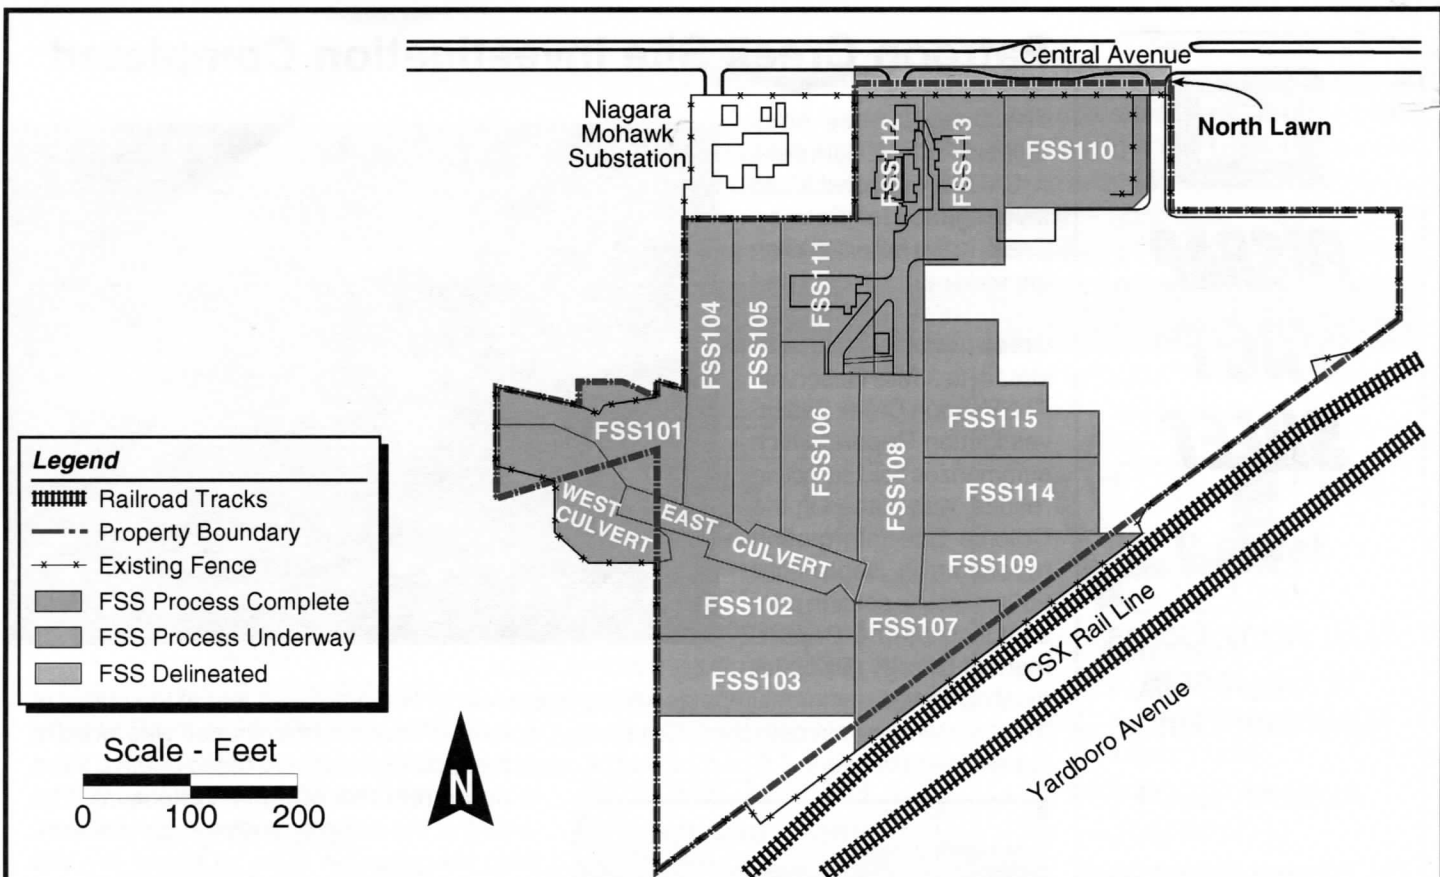 Central Avenue
Niagara
Mohawk
Substation
North Lawn
FSS112
FSS113
FSS110
FSS111
FSS104
FSS105
FSS106
FSS108
FSS115
FSS101
FSS114
WEST
CULVERT
EAST
CULVERT
FSS109
FSS102
FSS107
FSS103
CSX Rail Line
Yardboro Avenue
Legend
Railroad Tracks
Property Boundary
Existing Fence
FSS Process Complete
FSS Process Underway
FSS Delineated
Scale - Feet
0 100 200
N